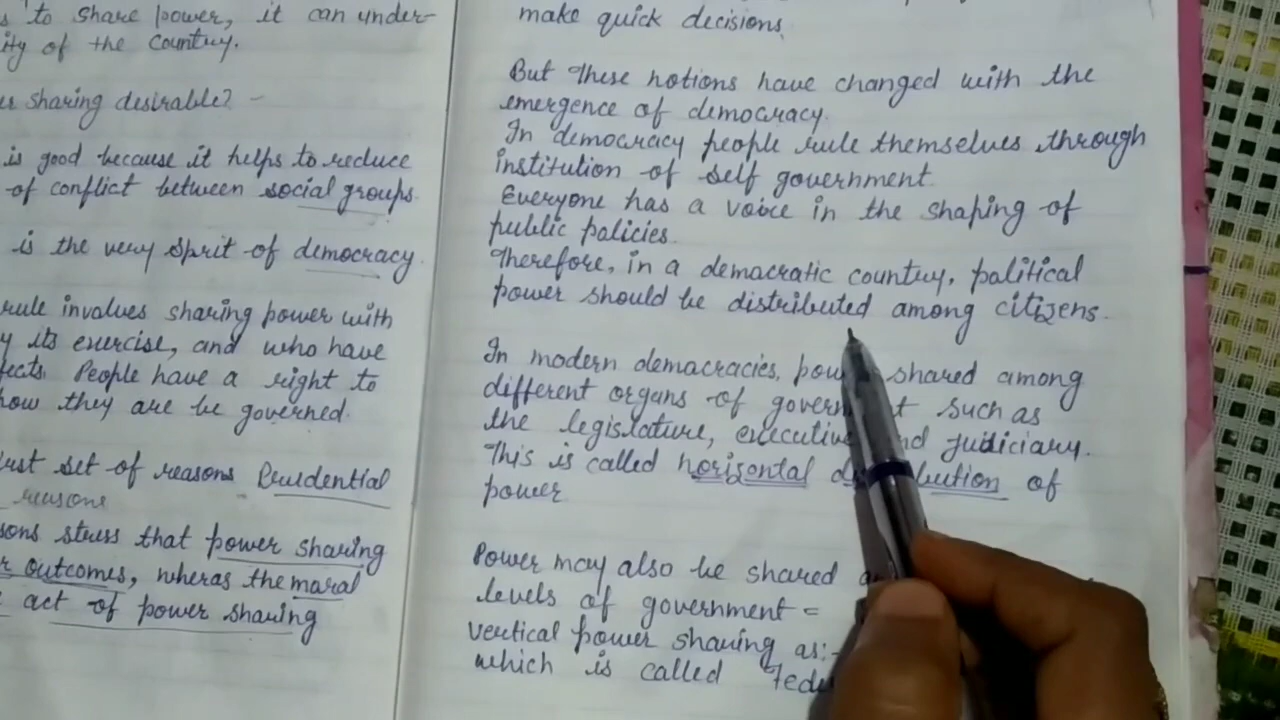 to share power, it can under-
ity of the country.
sharing desirable? -
is good because it helps to reduce
of conflict between social groups.
is the very sprit of democracy.
rule involves sharing power with
its exercise, and who have
People have a right to
how they are be governed.
set of reasons Prudential
reasons
stress that power sharing
outcomes, wheras the moral
act of power sharing
make quick decisions.
But these notions have changed with the
emergence of democracy.
In democracy people rule themselves through
institution of self government.
Everyone has a voice in the shaping of
public policies.
Therefore, in a democratic country, political
power should be distributed among citizens.
In modern democracies, power shared among
different organs of government such as
the legislature, executive and judiciary.
This is called horizontal distribution of
power
Power may also be shared
levels of government =
vertical power sharing as:-
which is called